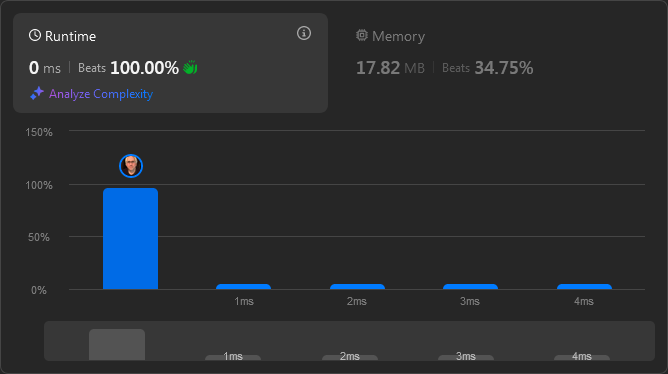 Runtime
0 ms | Beats 100.00%
Analyze Complexity
Memory
17.82 MB | Beats 34.75%
150%
100%
50%
0%
1ms 2ms 3ms 4ms
1ms 2ms 3ms 4ms